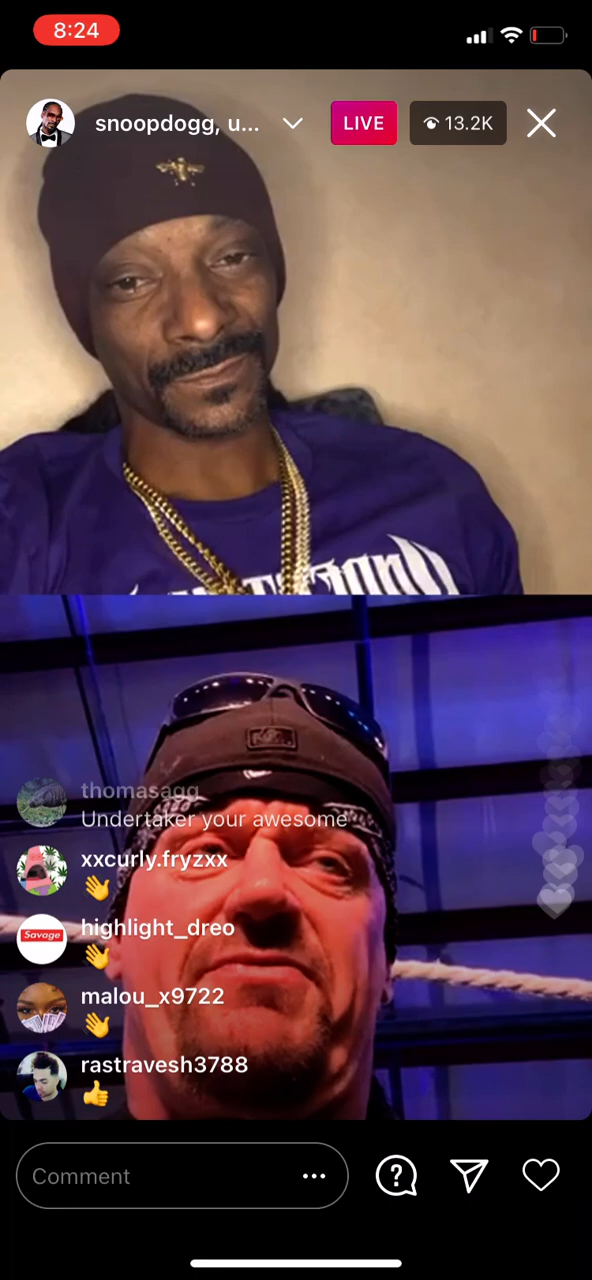 8:24
snoopdogg, u...
LIVE
13.2K
thomasagg
Undertaker your awesome
xxcurly.fryzxx
highlight_dreo
Savage
malou_x9722
rastravesh3788
Comment